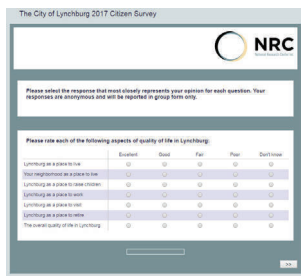 The City of Lynchburg 2017 Citizen Survey
NRC
National Research Center Inc
Please select the response that most closely represents your opinion for each question. Your
responses are anonymous and will be reported in group form only.
Please rate each of the following aspects of quality of life in Lynchburg:
Excellent Good Fair Poor Don't know
Lynchburg as a place to live
Your neighborhood as a place to live
Lynchburg as a place to raise children
Lynchburg as a place to work
Lynchburg as a place to visit
Lynchburg as a place to retire
The overall quality of life in Lynchburg
>>